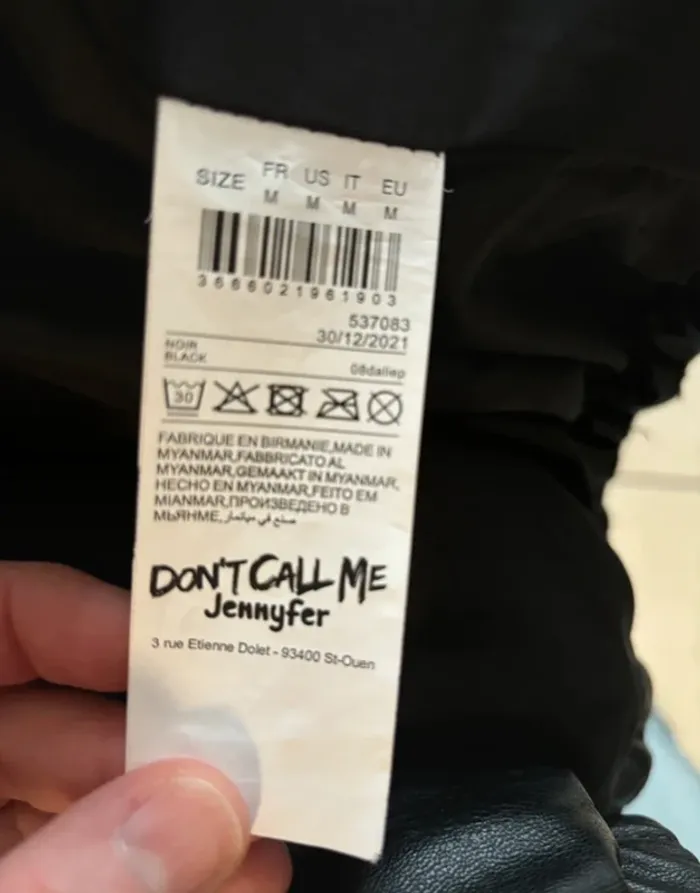 SIZE FR US IT EU
M M M M
3666021961903
537083
30/12/2021
NOIR
BLACK
08dallep
30
FABRIQUE EN BIRMANIE,MADE IN
MYANMAR,FABBRICATO AL
MYANMAR,GEMAAKT IN MYANMAR,
HECHO EN MYANMAR,FEITO EM
MIANMAR,ПРОИЗВЕДЕНО В
МЬЯНМЕ,صنع في ميانمار
DON'T CALL ME
Jennyfer
3 rue Etienne Dolet - 93400 St-Ouen